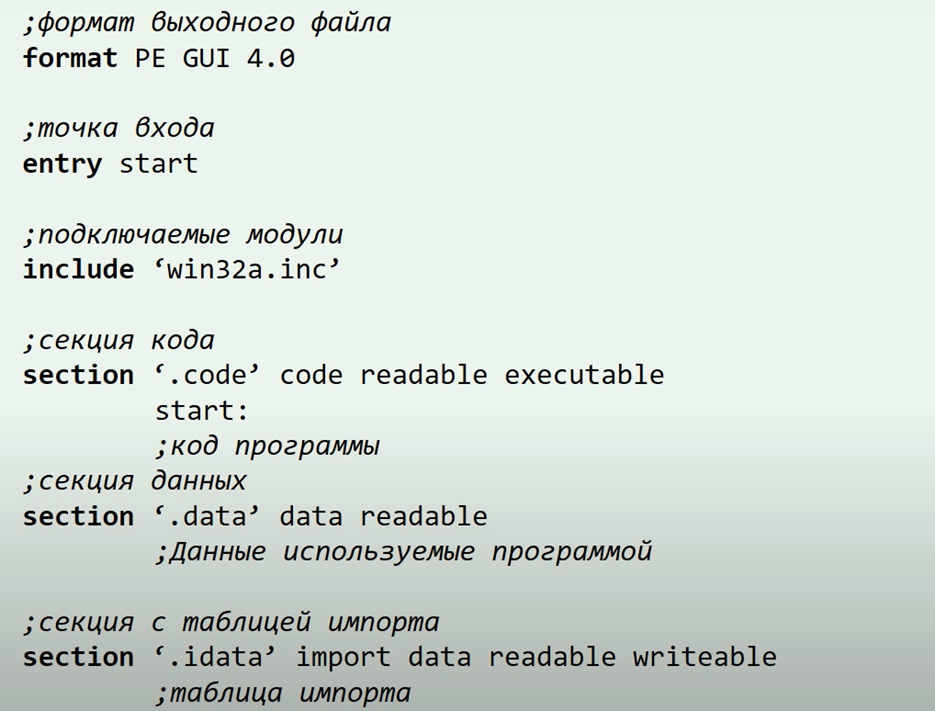 ;формат выходного файла
format PE GUI 4.0
;точка входа
entry start
;подключаемые модули
include ‘win32a.inc’
;секция кода
section ‘.code’ code readable executable
start:
;код программы
;секция данных
section ‘.data’ data readable
;Данные используемые программой
;секция с таблицей импорта
section ‘.idata’ import data readable writeable
;таблица импорта